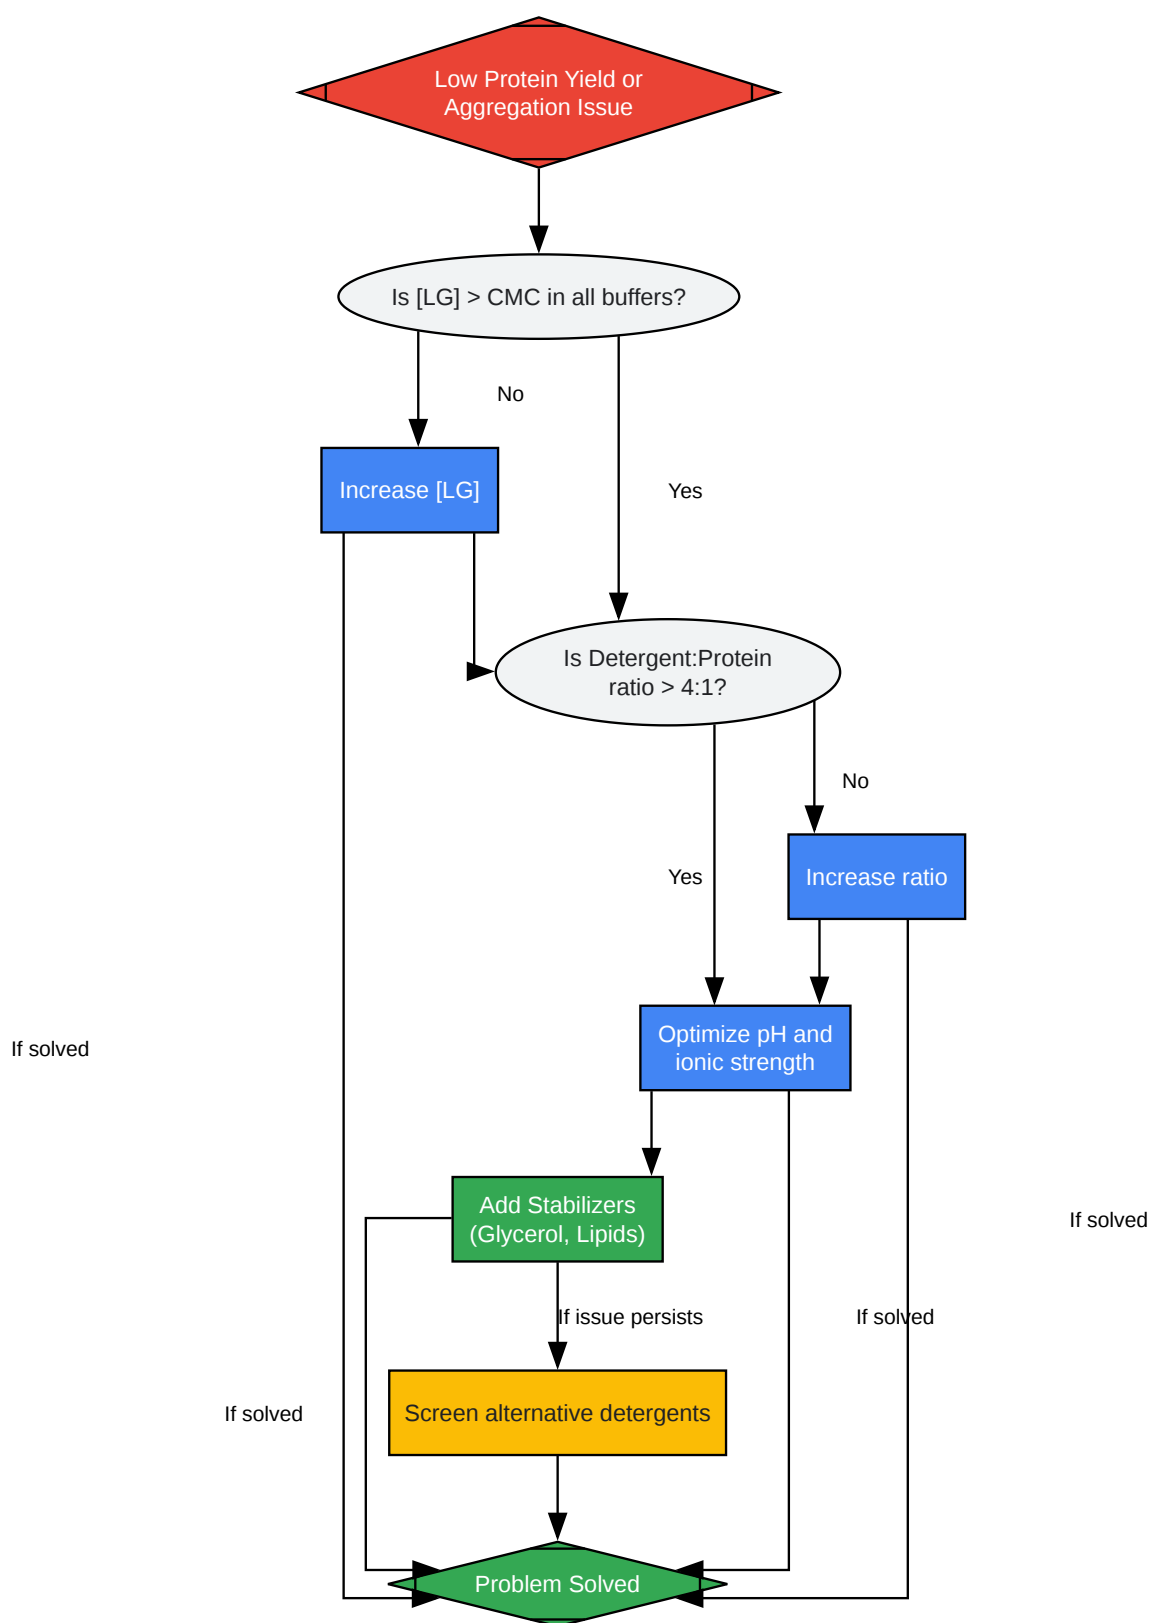 Low Protein Yield or
Aggregation Issue
Is [LG] > CMC in all buffers?
No
Increase [LG]
Yes
Is Detergent:Protein
ratio > 4:1?
No
Yes
Increase ratio
Optimize pH and
ionic strength
If solved
Add Stabilizers
(Glycerol, Lipids)
If solved
If issue persists
If solved
Screen alternative detergents
If solved
Problem Solved